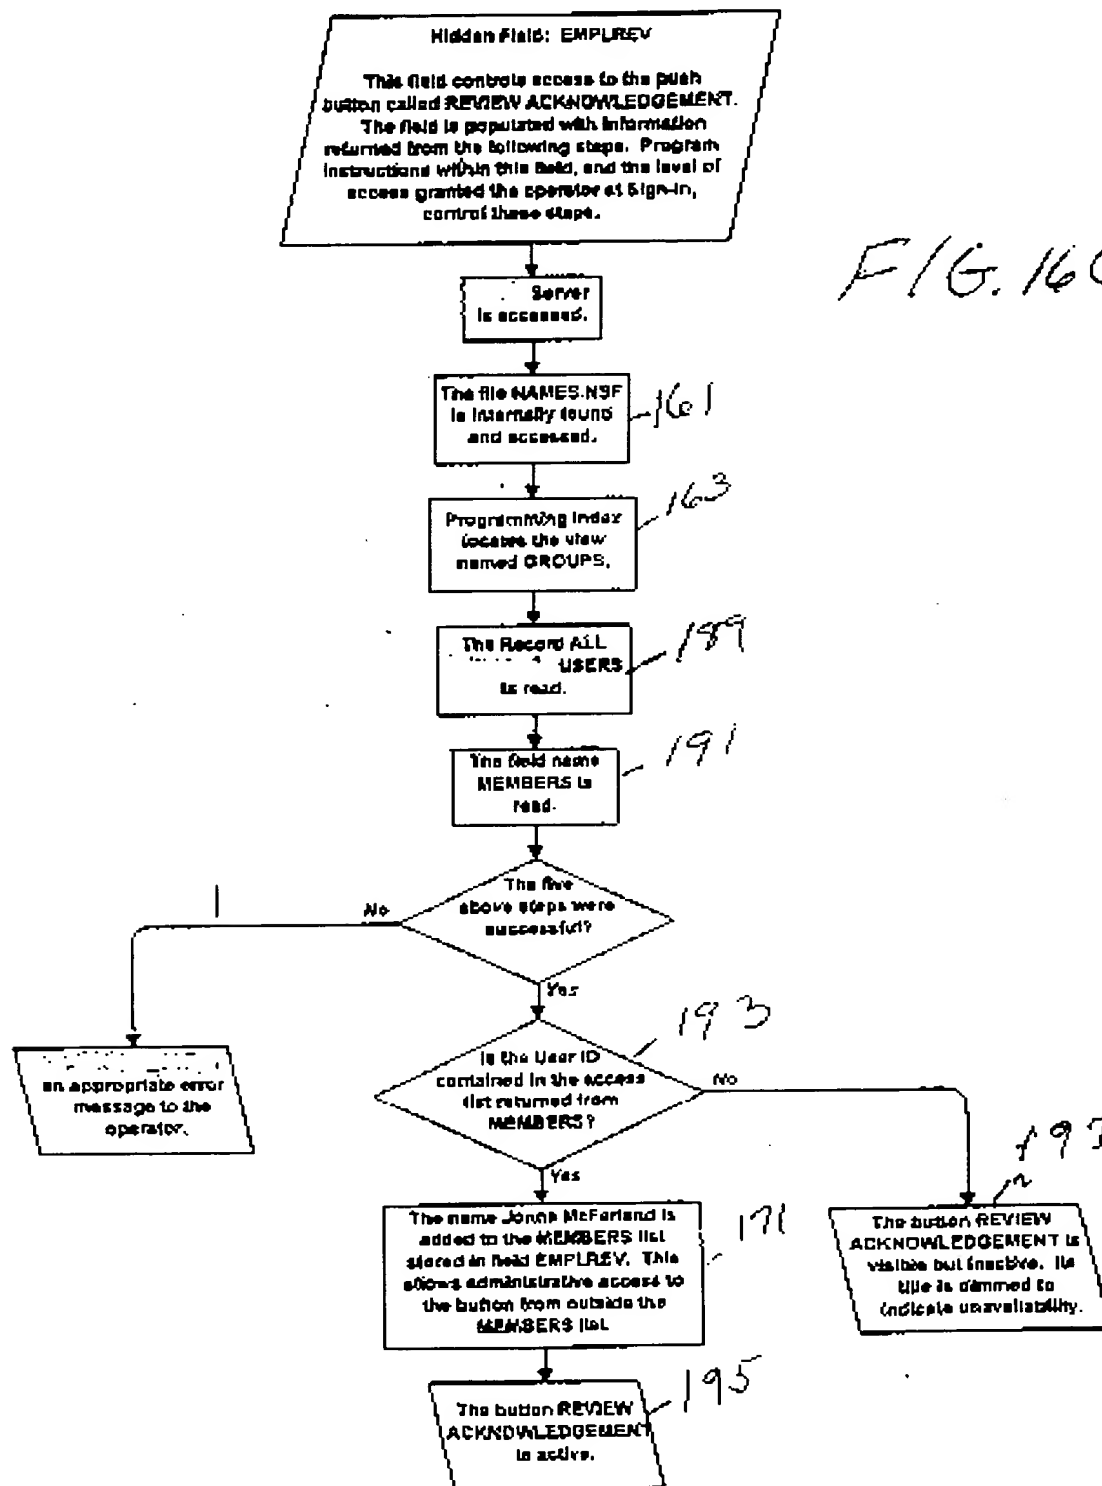 Hidden Field: EMPLREV
This field controls access to the push
button called REVIEW ACKNOWLEDGEMENT.
The field is populated with information
returned from the following steps. Program
instructions within this field, and the level of
access granted the operator at Sign-in,
control these steps.
FIG. 16
Server
is accessed.
The file NAMES.NSF
is internally found
and accessed.
161
Programming index
locates the view
named GROUPS.
163
The Record ALL
USERS
is read.
189
The field name
MEMBERS is
read.
191
The five
above steps were
successful?
No
Yes
an appropriate error
message to the
operator.
Is the User ID
contained in the access
list returned from
MEMBERS?
193
No
Yes
The name Jonna McFarland is
added to the MEMBERS list
stored in field EMPLREV. This
allows administrative access to
the button from outside the
MEMBERS list.
171
The button REVIEW
ACKNOWLEDGEMENT is
visible but inactive. Its
title is dimmed to
indicate unavailability.
The button REVIEW
ACKNOWLEDGEMENT
is active.
195